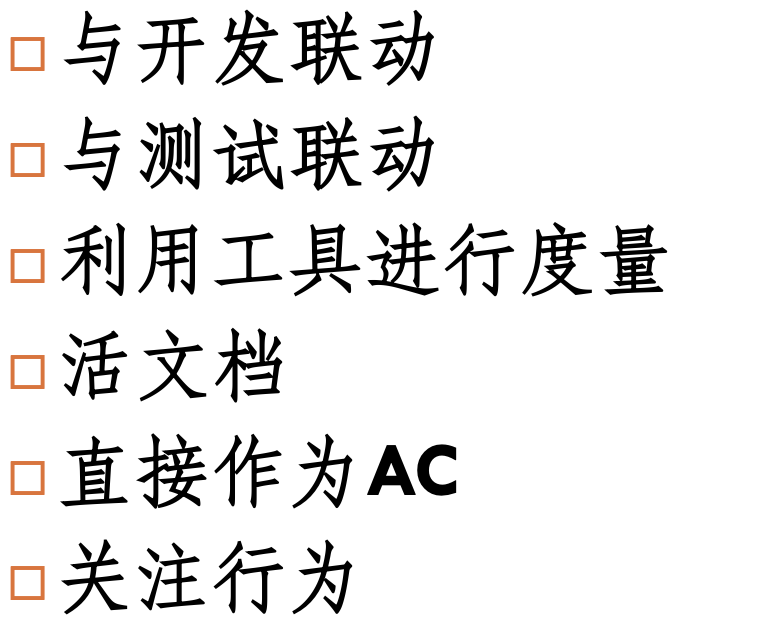 与开发联动
与测试联动
利用工具进行度量
活文档
直接作为AC
关注行为